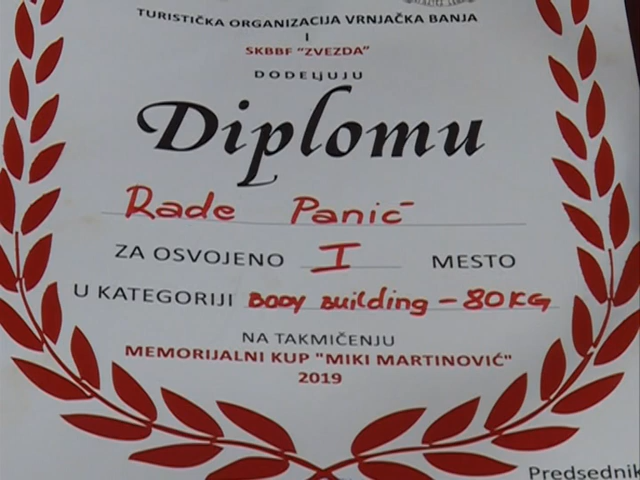 TURISTIČKA ORGANIZACIJA VRNJAČKA BANJA
I
SKBBF "ZVEZDA"
DODELJUJU
Diplomu
Rade Panić
ZA OSVOJENO I MESTO
U KATEGORIJI BODY BuiLDing - 80KG
NA TAKMIČENJU
MEMORIJALNI KUP "MIKI MARTINOVIĆ"
2019
Predsednik